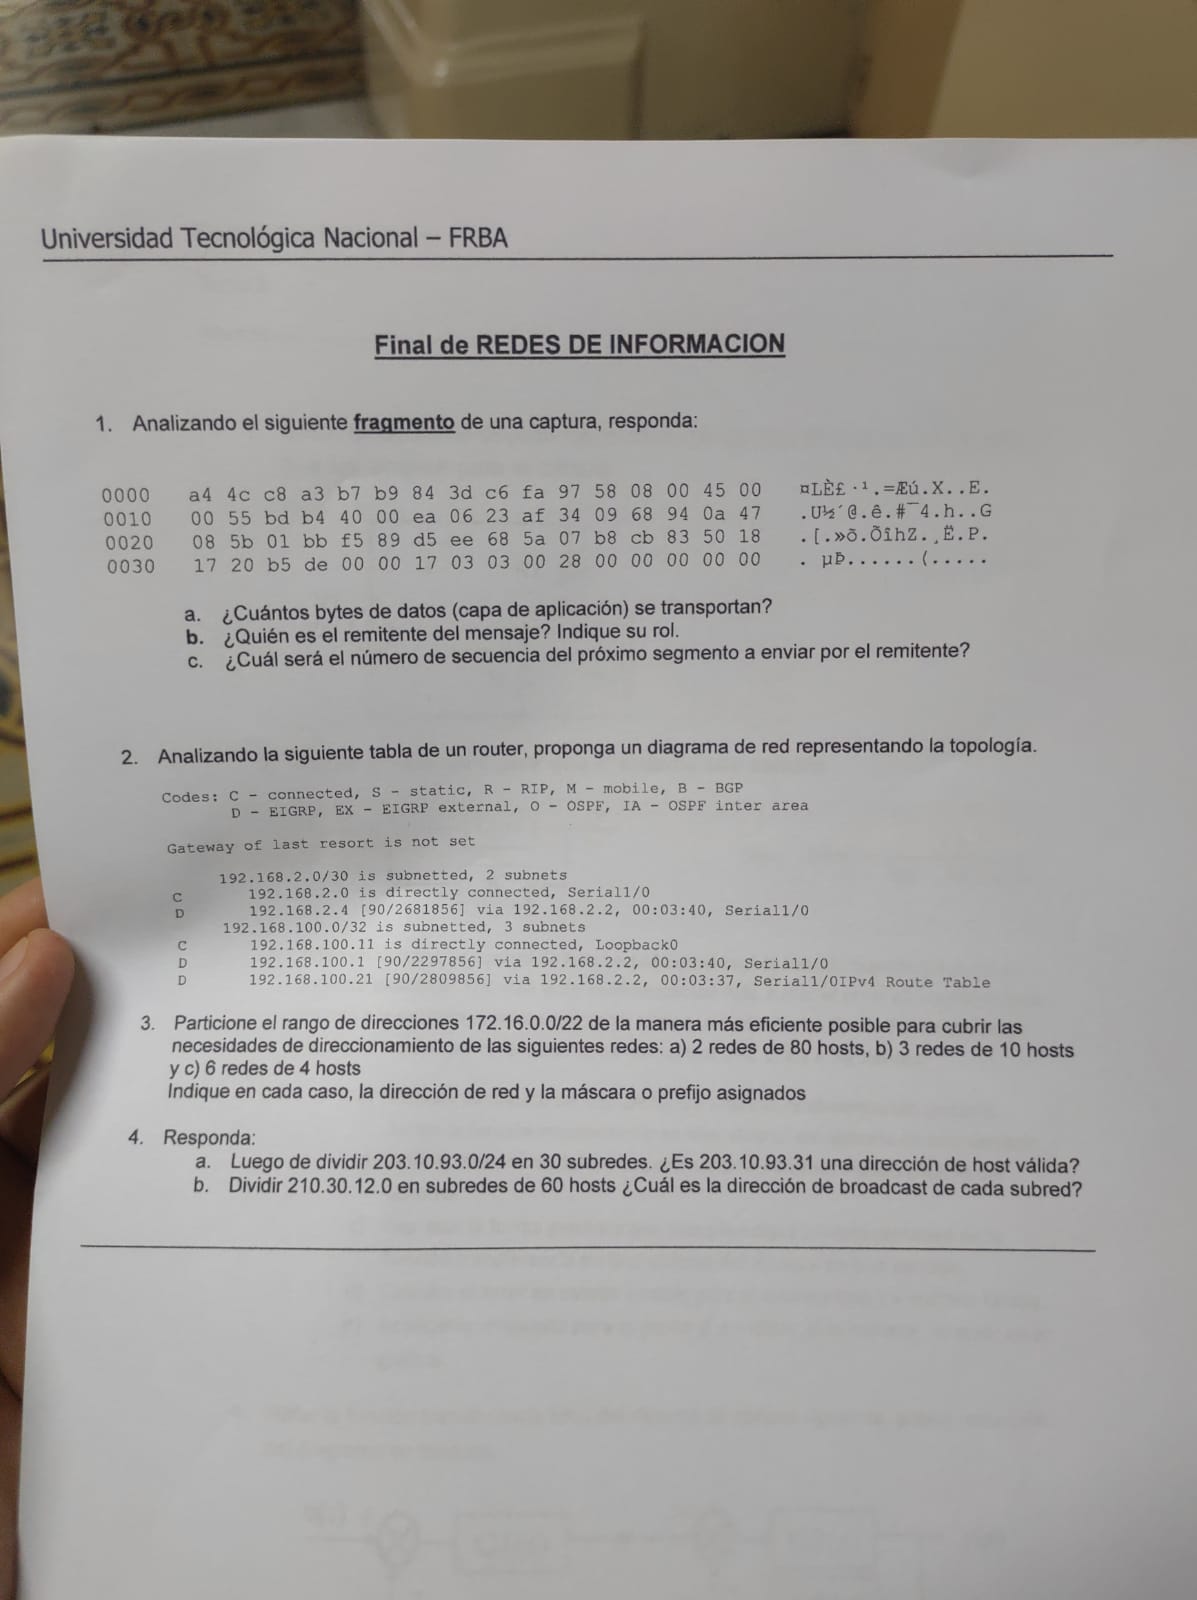 Universidad Tecnológica Nacional – FRBA
Final de REDES DE INFORMACION
1. Analizando el siguiente fragmento de una captura, responda:
0000 a4 4c c8 a3 b7 b9 84 3d c6 fa 97 58 08 00 45 00 ¤LÈ£·¹.=Æú.X..E.
0010 00 55 bd b4 40 00 ea 06 23 af 34 09 68 94 0a 47 .U½´@.ê.#¯4.h..G
0020 08 5b 01 bb f5 89 d5 ee 68 5a 07 b8 cb 83 50 18 .[.»õ.ÕîhZ.¸Ë.P.
0030 17 20 b5 de 00 00 17 03 03 00 28 00 00 00 00 00 . µÞ......(.....
a. ¿Cuántos bytes de datos (capa de aplicación) se transportan?
b. ¿Quién es el remitente del mensaje? Indique su rol.
c. ¿Cuál será el número de secuencia del próximo segmento a enviar por el remitente?
2. Analizando la siguiente tabla de un router, proponga un diagrama de red representando la topología.
Codes: C - connected, S - static, R - RIP, M - mobile, B - BGP
D - EIGRP, EX - EIGRP external, O - OSPF, IA - OSPF inter area
Gateway of last resort is not set
192.168.2.0/30 is subnetted, 2 subnets
C 192.168.2.0 is directly connected, Serial1/0
D 192.168.2.4 [90/2681856] via 192.168.2.2, 00:03:40, Serial1/0
192.168.100.0/32 is subnetted, 3 subnets
C 192.168.100.11 is directly connected, Loopback0
D 192.168.100.1 [90/2297856] via 192.168.2.2, 00:03:40, Serial1/0
D 192.168.100.21 [90/2809856] via 192.168.2.2, 00:03:37, Serial1/0IPv4 Route Table
3. Particione el rango de direcciones 172.16.0.0/22 de la manera más eficiente posible para cubrir las
necesidades de direccionamiento de las siguientes redes: a) 2 redes de 80 hosts, b) 3 redes de 10 hosts
y c) 6 redes de 4 hosts
Indique en cada caso, la dirección de red y la máscara o prefijo asignados
4. Responda:
a. Luego de dividir 203.10.93.0/24 en 30 subredes. ¿Es 203.10.93.31 una dirección de host válida?
b. Dividir 210.30.12.0 en subredes de 60 hosts ¿Cuál es la dirección de broadcast de cada subred?